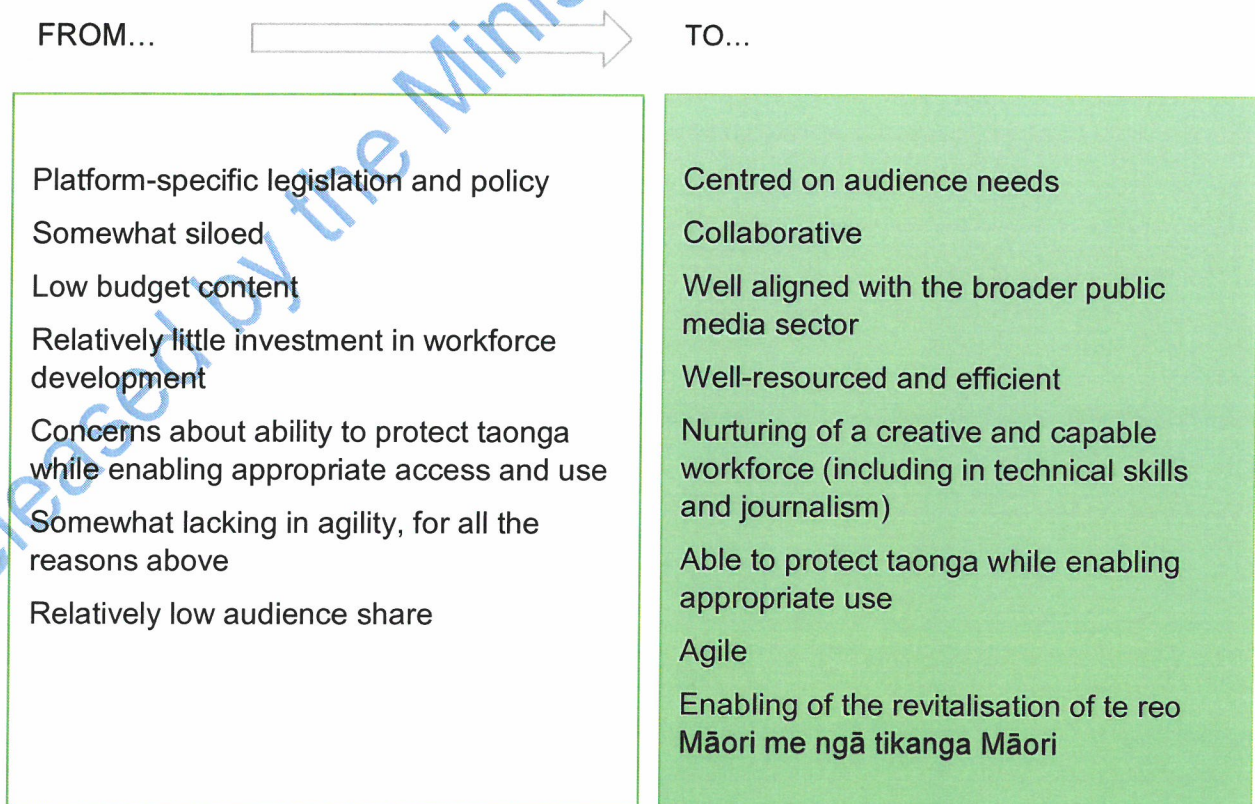 FROM...
TO...
Platform-specific legislation and policy
Somewhat siloed
Low budget content
Relatively little investment in workforce
development
Concerns about ability to protect taonga
while enabling appropriate access and use
Somewhat lacking in agility, for all the
reasons above
Relatively low audience share
Centred on audience needs
Collaborative
Well aligned with the broader public
media sector
Well-resourced and efficient
Nurturing of a creative and capable
workforce (including in technical skills
and journalism)
Able to protect taonga while enabling
appropriate use
Agile
Enabling of the revitalisation of te reo
Māori me ngā tikanga Māori
by the